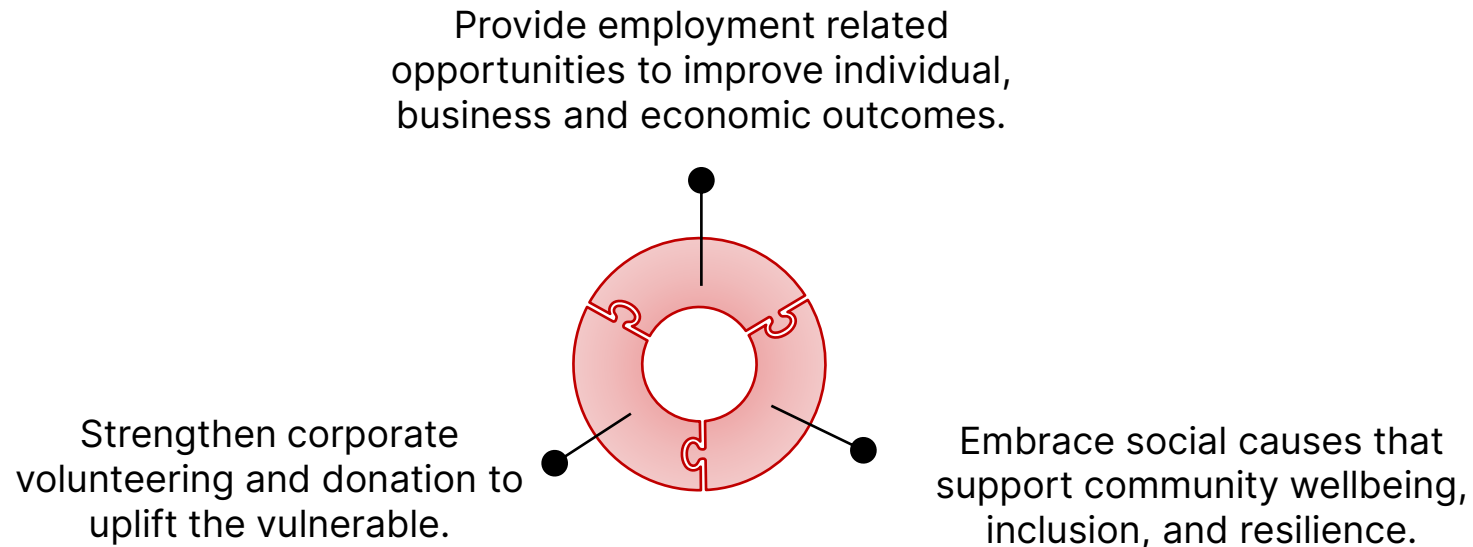 Provide employment related
opportunities to improve individual,
business and economic outcomes.
Strengthen corporate
volunteering and donation to
uplift the vulnerable.
Embrace social causes that
support community wellbeing,
inclusion, and resilience.